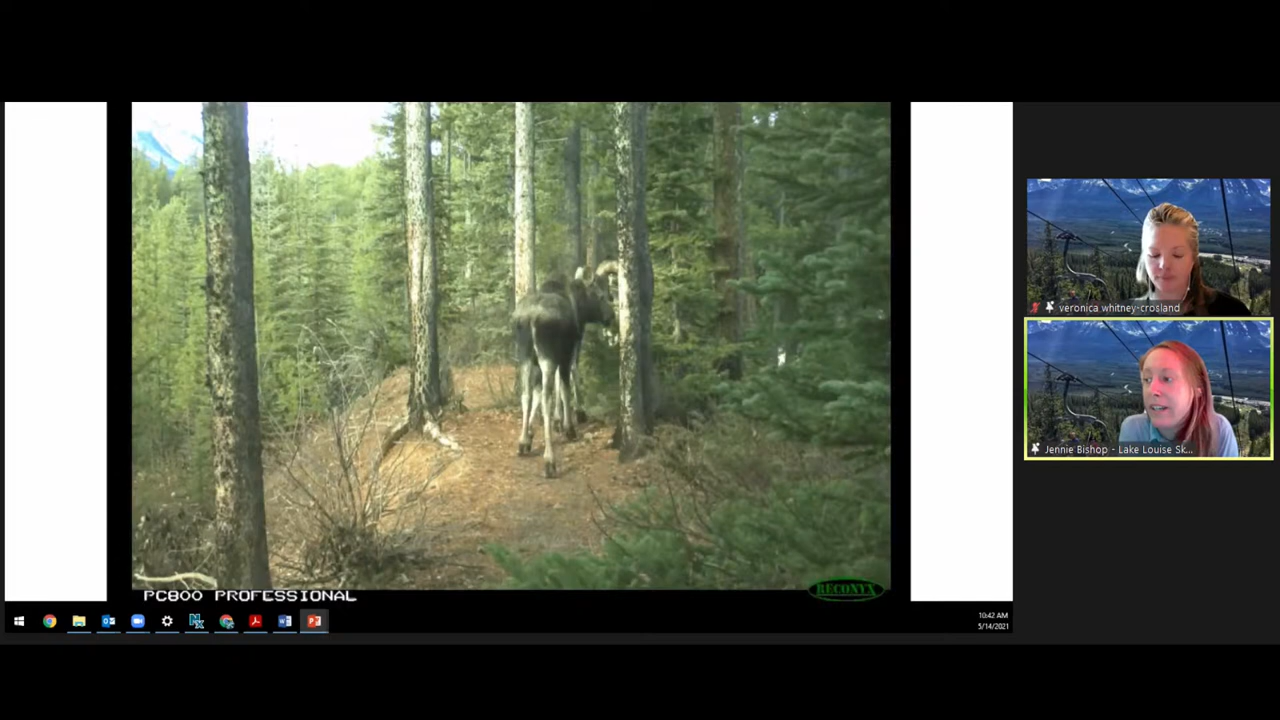 veronica whitney-crosland
Jennie Bishop - Lake Louise Sk...
PC800 PROFESSIONAL
RECONYX
10:42 AM
5/14/2021